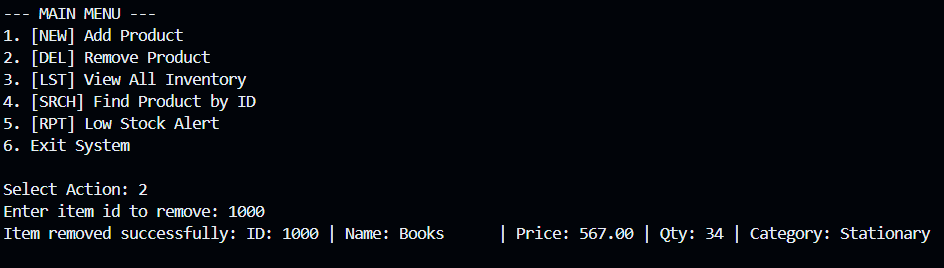 --- MAIN MENU ---
1. [NEW] Add Product
2. [DEL] Remove Product
3. [LST] View All Inventory
4. [SRCH] Find Product by ID
5. [RPT] Low Stock Alert
6. Exit System

Select Action: 2
Enter item id to remove: 1000
Item removed successfully: ID: 1000 | Name: Books      | Price: 567.00 | Qty: 34 | Category: Stationary